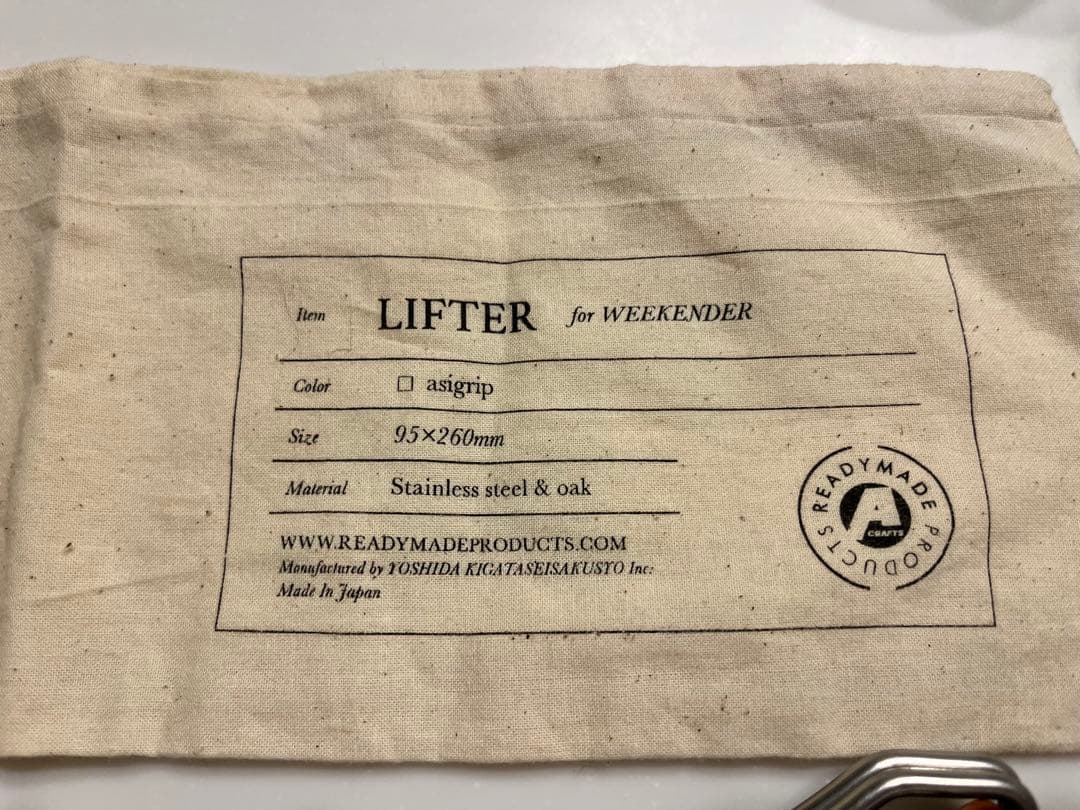 Item LIFTER for WEEKENDER
Color □ asigrip
Size 95×260mm
Material Stainless steel & oak
WWW.READYMADEPRODUCTS.COM
Manufactured by YOSHIDA KIGATASEISAKUSYO Inc:
Made In Japan
READYMADE PRODUCTS
A
CRAFTS